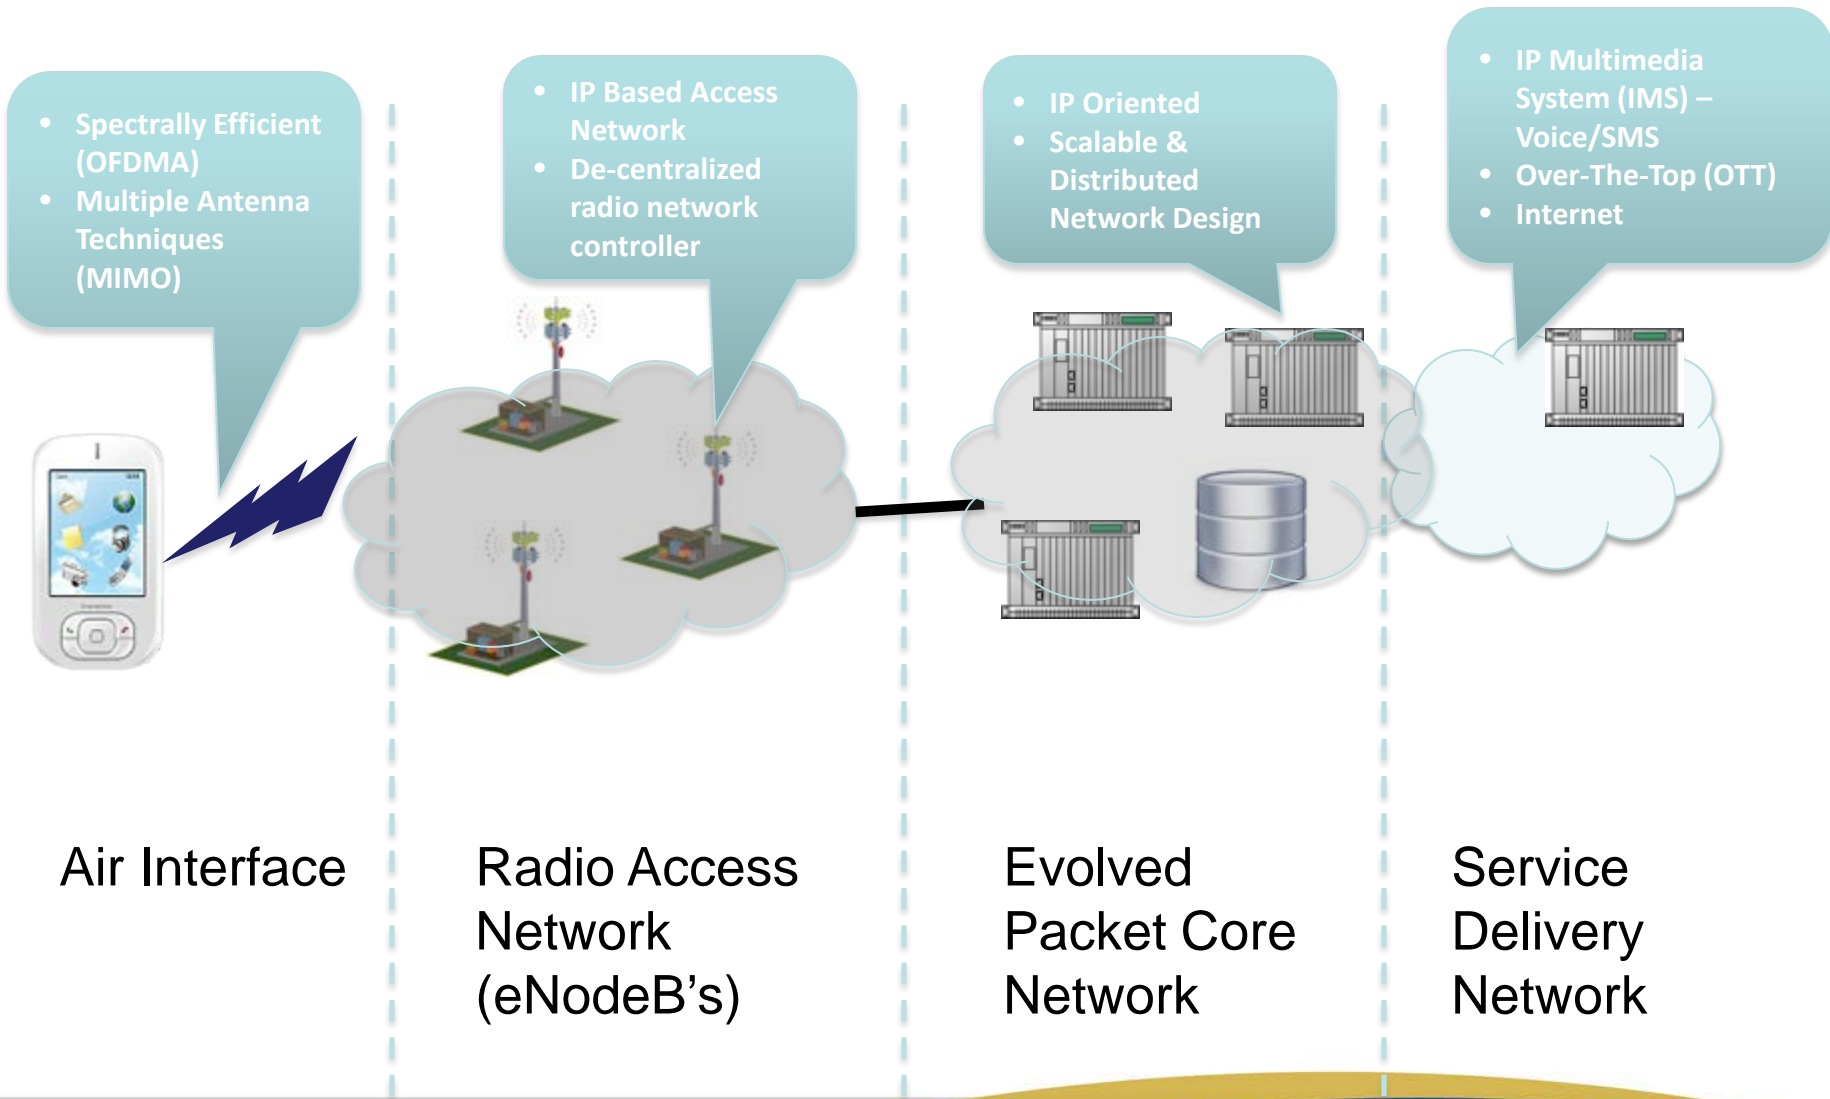 • Spectrally Efficient
(OFDMA)
• Multiple Antenna
Techniques
(MIMO)
• IP Based Access
Network
• De-centralized
radio network
controller
• IP Oriented
• Scalable &
Distributed
Network Design
• IP Multimedia
System (IMS) –
Voice/SMS
• Over-The-Top (OTT)
• Internet
Air Interface
Radio Access
Network
(eNodeB’s)
Evolved
Packet Core
Network
Service
Delivery
Network